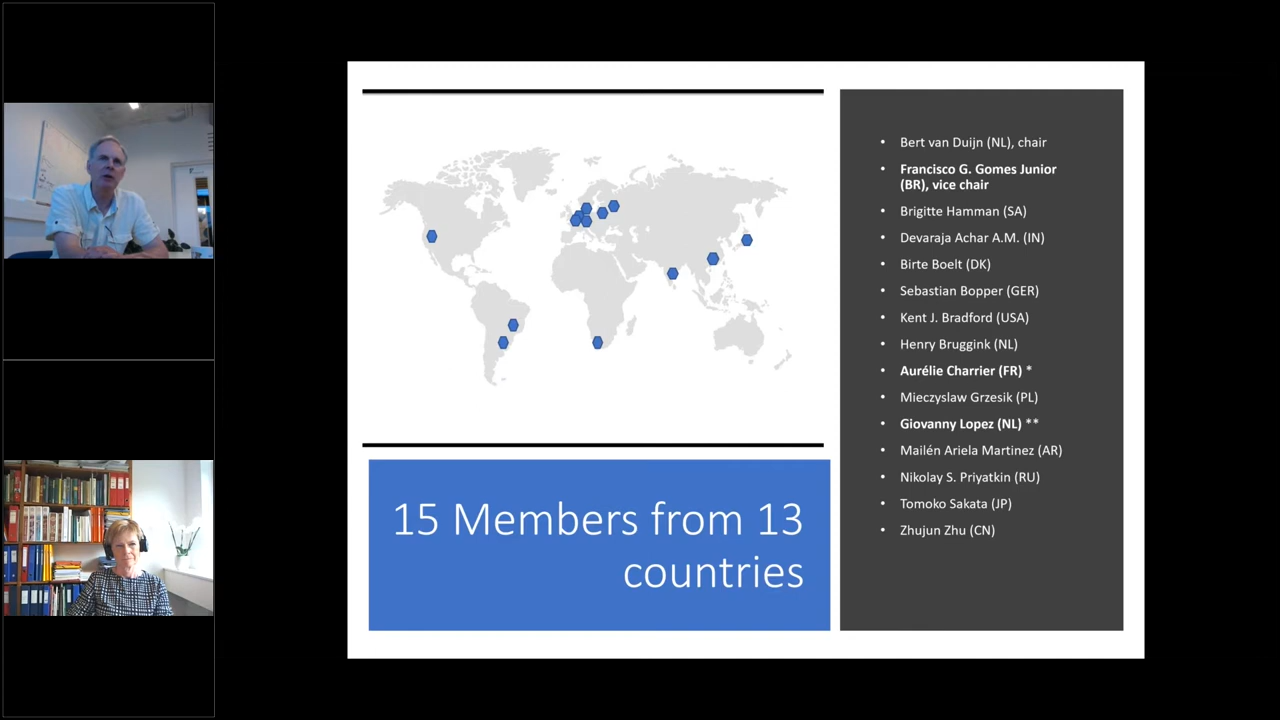 15 Members from 13
countries
• Bert van Duijn (NL), chair
• Francisco G. Gomes Junior
(BR), vice chair
• Brigitte Hamman (SA)
• Devaraja Achar A.M. (IN)
• Birte Boelt (DK)
• Sebastian Bopper (GER)
• Kent J. Bradford (USA)
• Henry Bruggink (NL)
• Aurélie Charrier (FR) *
• Mieczyslaw Grzesik (PL)
• Giovanny Lopez (NL) **
• Mailén Ariela Martinez (AR)
• Nikolay S. Priyatkin (RU)
• Tomoko Sakata (JP)
• Zhujun Zhu (CN)